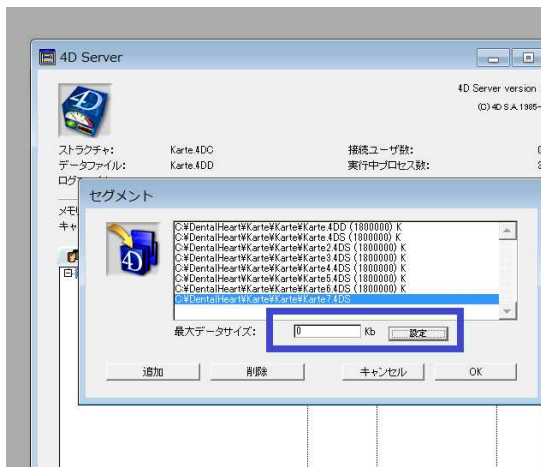 4D Server
4D Server version
(C) 4D S.A. 1985-
ストラクチャ: Karte.4DC 接続ユーザ数:
データファイル: Karte.4DD 実行中プロセス数:
セグメント
C:¥DentalHeart¥Karte¥Karte¥Karte.4DD (1800000) K
C:¥DentalHeart¥Karte¥Karte¥Karte.4DS (1800000) K
C:¥DentalHeart¥Karte¥Karte¥Karte2.4DS (1800000) K
C:¥DentalHeart¥Karte¥Karte¥Karte3.4DS (1800000) K
C:¥DentalHeart¥Karte¥Karte¥Karte4.4DS (1800000) K
C:¥DentalHeart¥Karte¥Karte¥Karte5.4DS (1800000) K
C:¥DentalHeart¥Karte¥Karte¥Karte6.4DS (1800000) K
C:¥DentalHeart¥Karte¥Karte¥Karte7.4DS
最大データサイズ: 0 Kb 設定
追加 削除 キャンセル OK